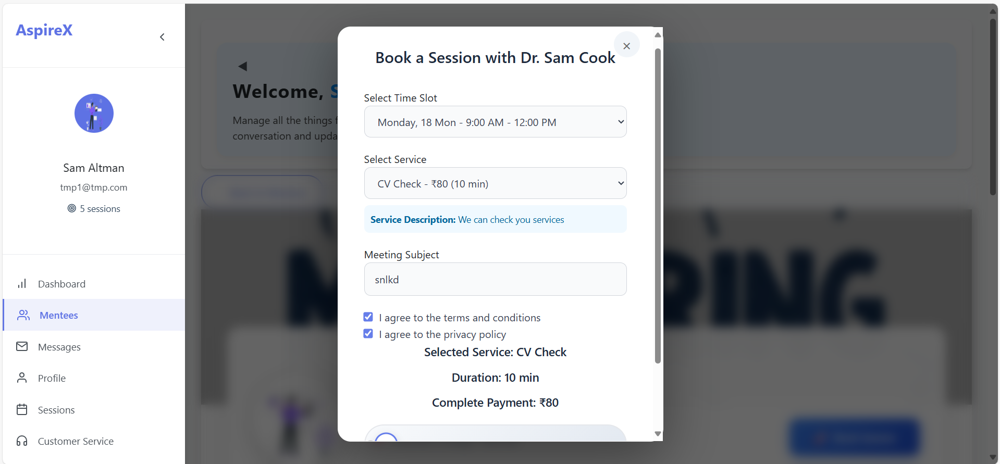 AspireX
Sam Altman
tmp1@tmp.com
5 sessions
Dashboard
Mentees
Messages
Profile
Sessions
Customer Service
Welcome, S
Manage all the things f
conversation and upda
Book a Session with Dr. Sam Cook
Select Time Slot
Monday, 18 Mon - 9:00 AM - 12:00 PM
Select Service
CV Check - ₹80 (10 min)
Service Description: We can check you services
Meeting Subject
snlkd
I agree to the terms and conditions
I agree to the privacy policy
Selected Service: CV Check
Duration: 10 min
Complete Payment: ₹80